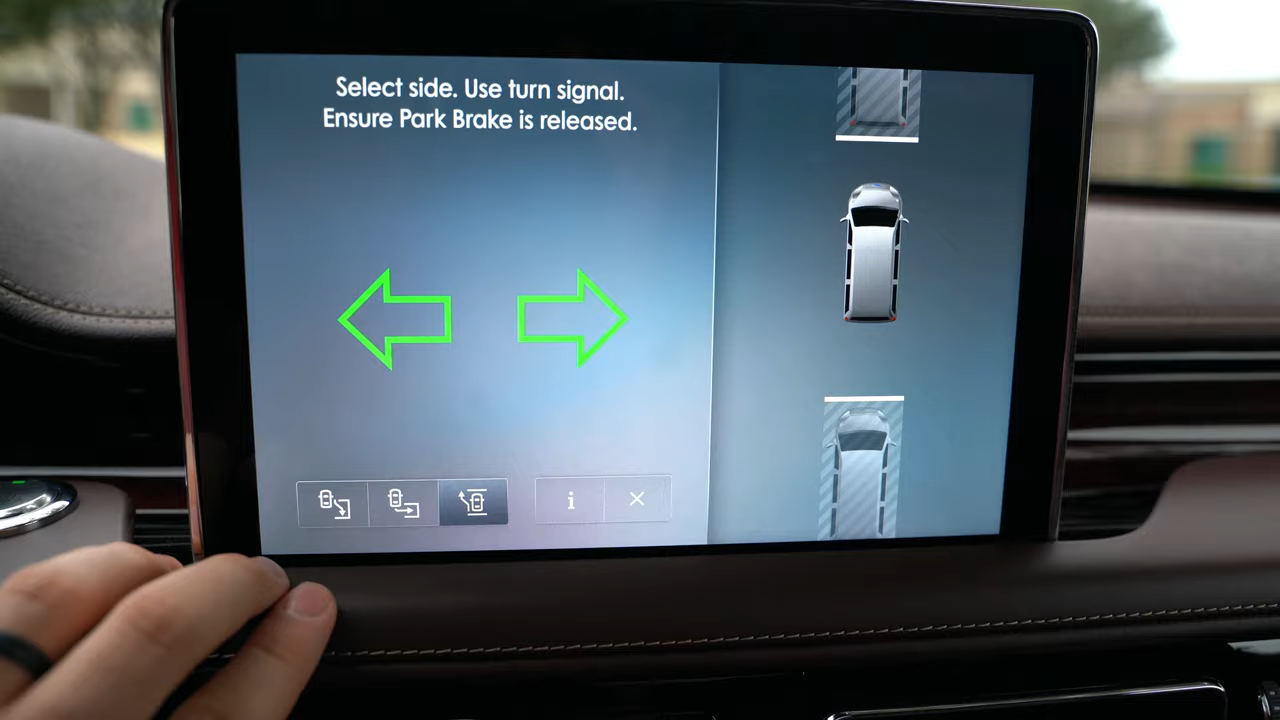 Select side. Use turn signal.
Ensure Park Brake is released.
i